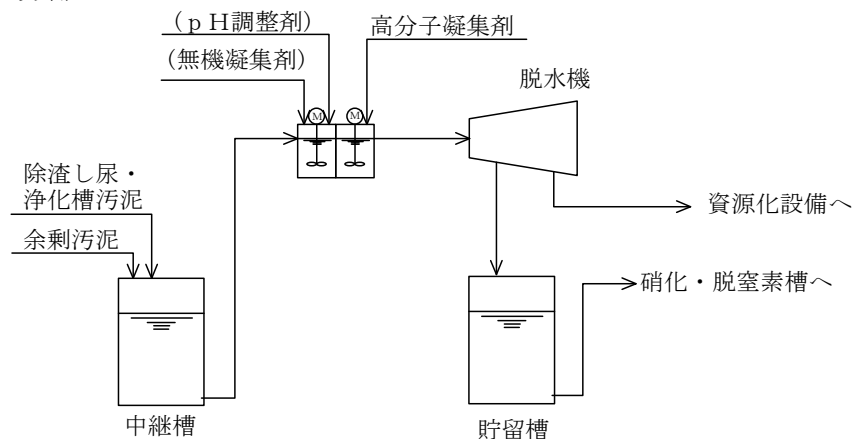 （ｐＨ調整剤）
高分子凝集剤
（無機凝集剤）
脱水機
M
M
除渣し尿・
浄化槽汚泥
資源化設備へ
余剰汚泥
硝化・脱窒素槽へ
中継槽
貯留槽